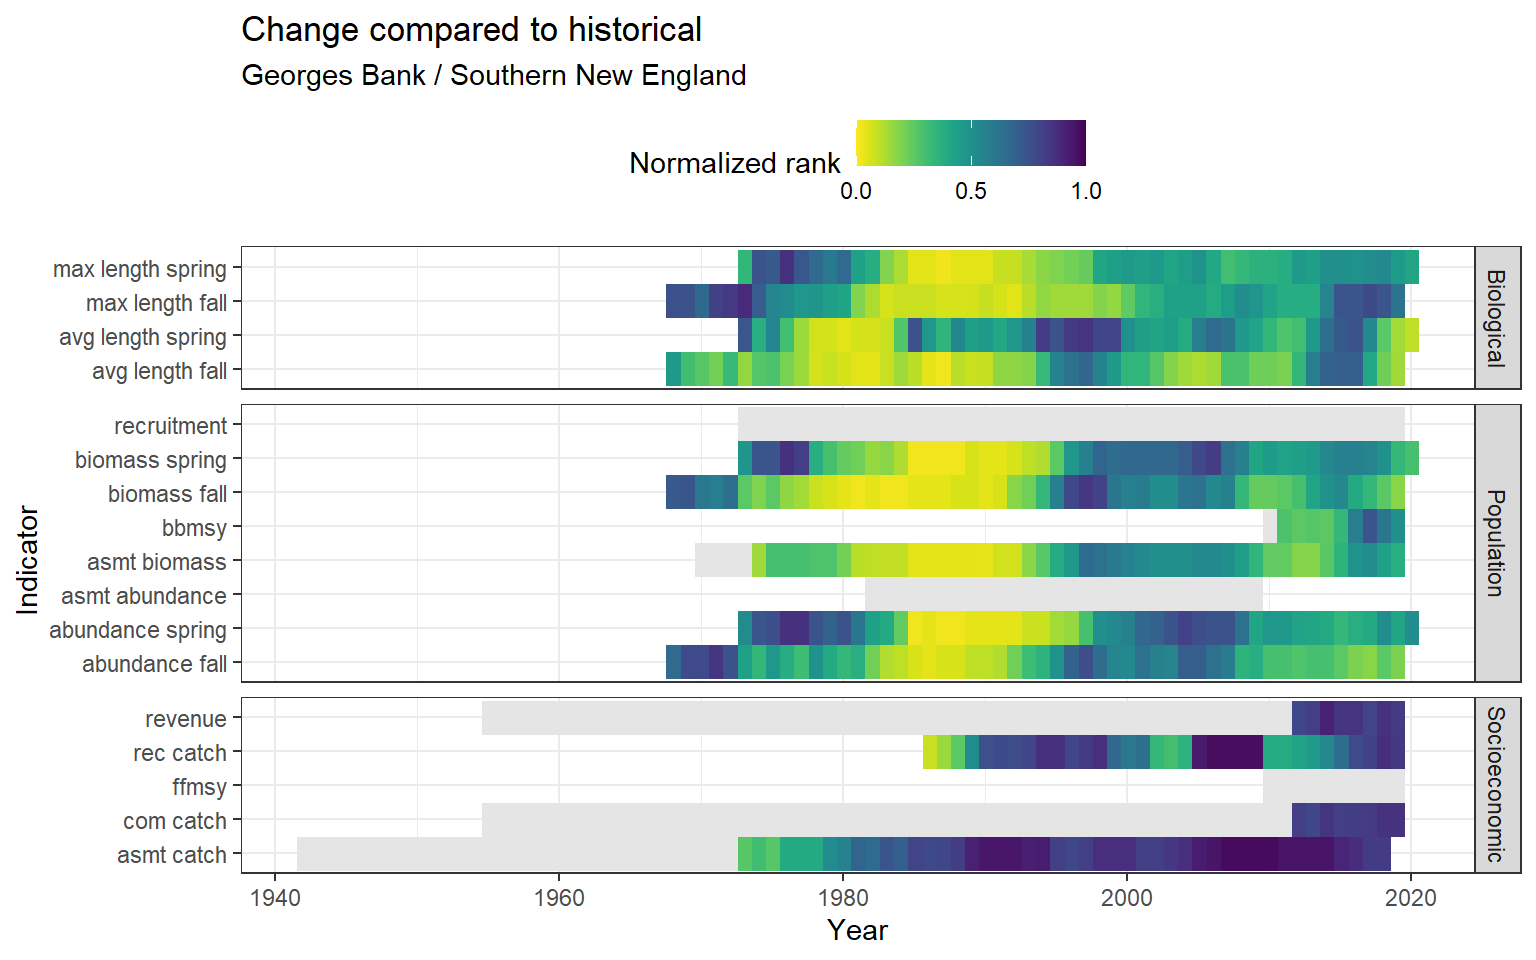 Change compared to historical
Georges Bank / Southern New England
Normalized rank
0.0 0.5 1.0
max length spring
max length fall
avg length spring
avg length fall
Biological
recruitment
biomass spring
biomass fall
bbmsy
asmt biomass
asmt abundance
abundance spring
abundance fall
Population
revenue
rec catch
ffmsy
com catch
asmt catch
Socioeconomic
Indicator
1940 1960 1980 2000 2020
Year